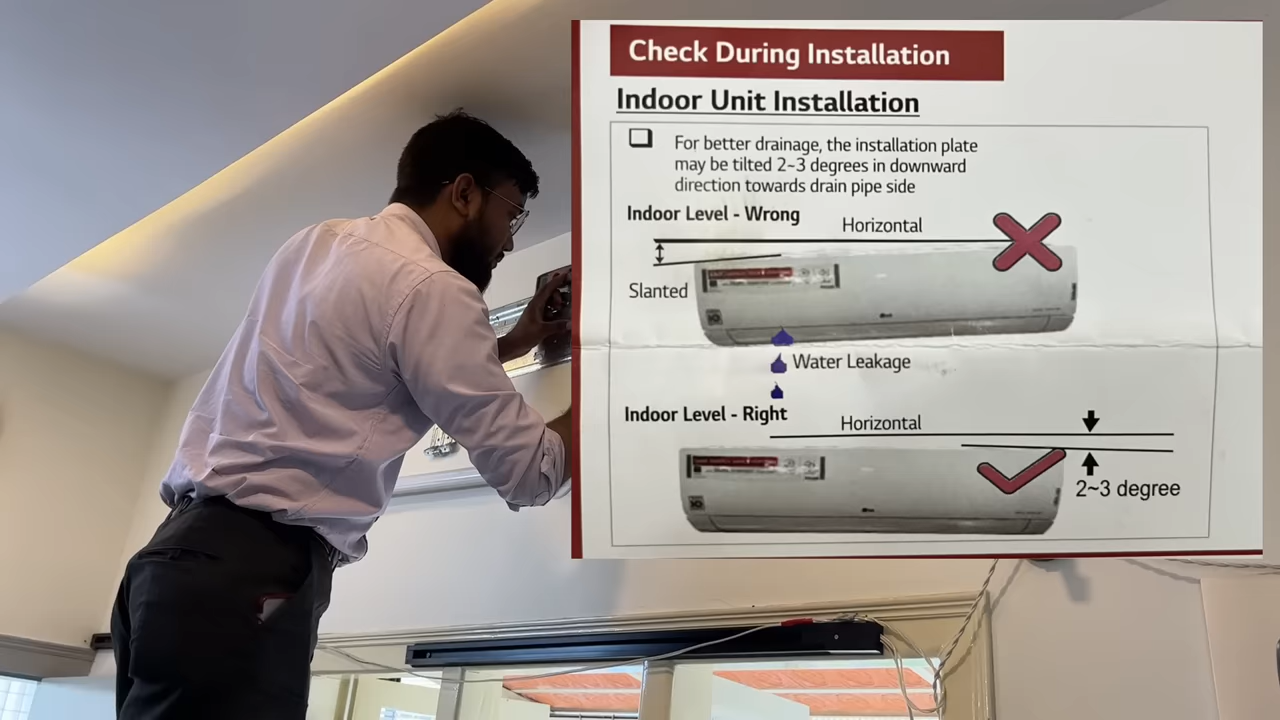 Check During Installation
Indoor Unit Installation
For better drainage, the installation plate
may be tilted 2~3 degrees in downward
direction towards drain pipe side
Indoor Level - Wrong
Horizontal
Slanted
Water Leakage
Indoor Level - Right
Horizontal
2~3 degree